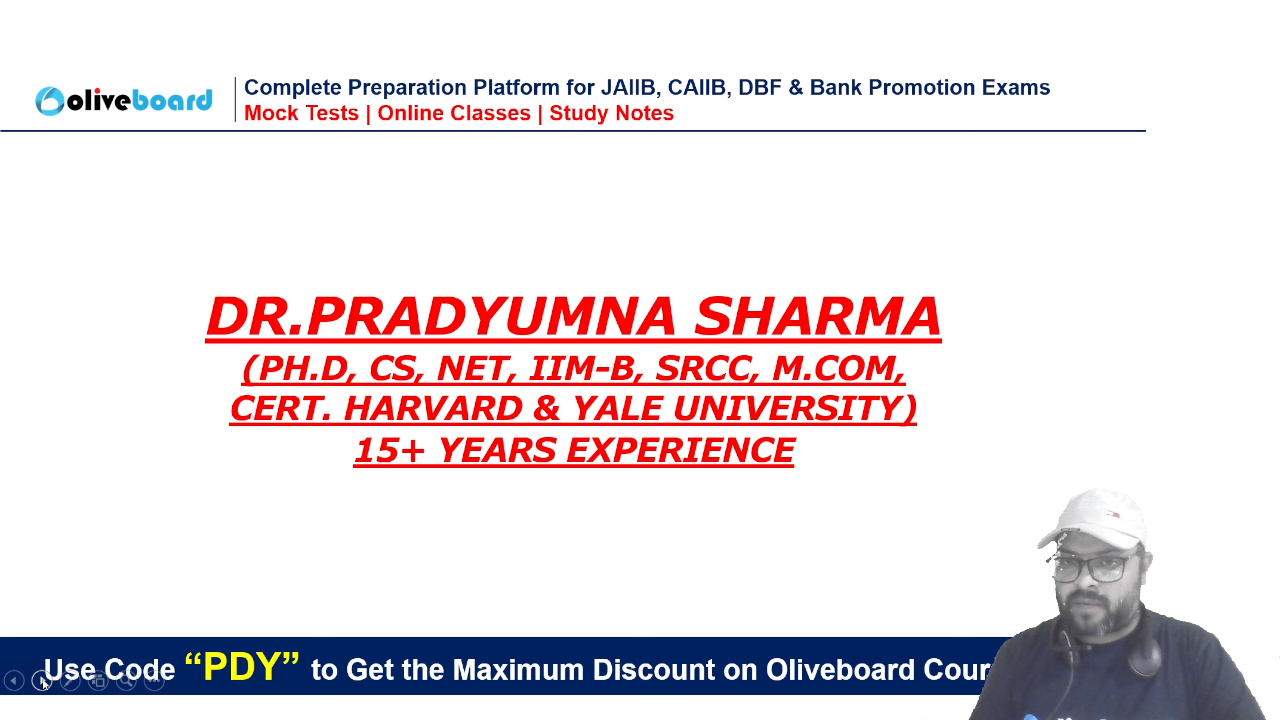 oliveboard
Complete Preparation Platform for JAIIB, CAIIB, DBF & Bank Promotion Exams
Mock Tests | Online Classes | Study Notes
DR.PRADYUMNA SHARMA
(PH.D, CS, NET, IIM-B, SRCC, M.COM,
CERT. HARVARD & YALE UNIVERSITY)
15+ YEARS EXPERIENCE
Use Code “PDY” to Get the Maximum Discount on Oliveboard